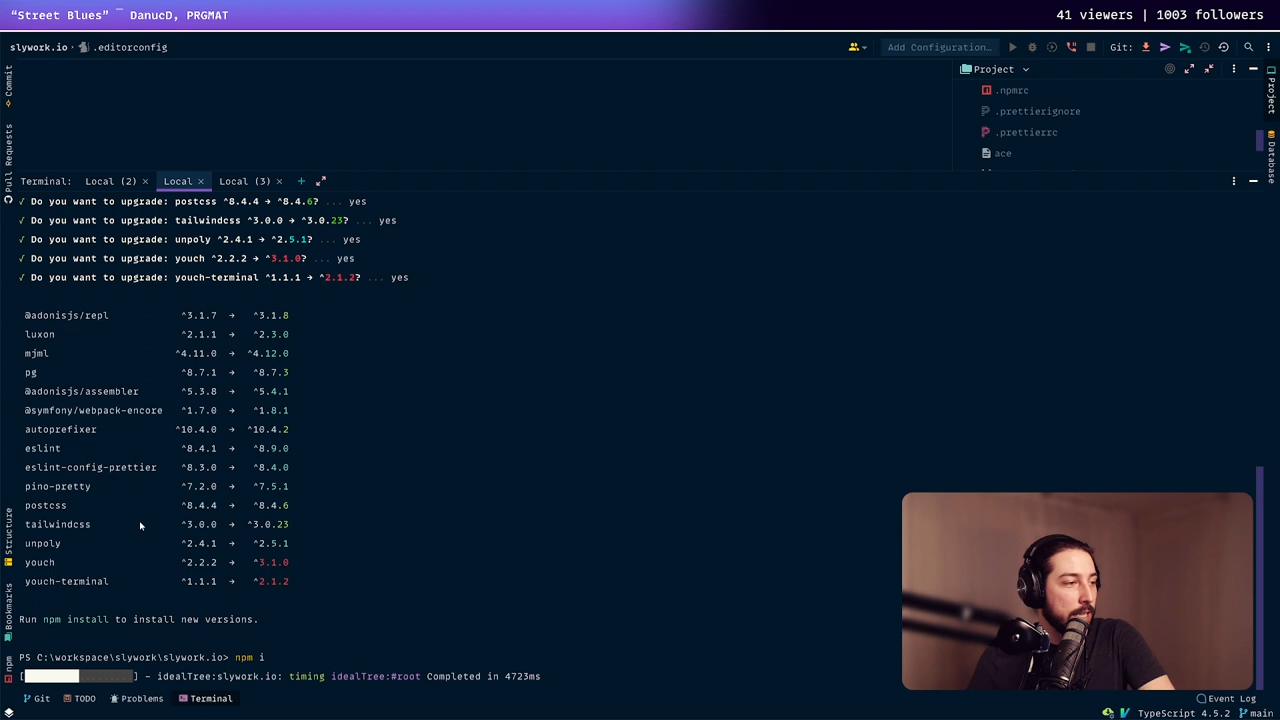 “Street Blues” ‾ DanucD, PRGMAT
41 viewers | 1003 followers
slywork.io › .editorconfig
Add Configuration...
Git:
Project
.npmrc
.prettierignore
.prettierrc
ace
Commit
Pull Requests
Structure
Bookmarks
npm
Project
Database
Terminal: Local (2) × Local × Local (3) × +
✓ Do you want to upgrade: postcss ^8.4.4 → ^8.4.6? ... yes
✓ Do you want to upgrade: tailwindcss ^3.0.0 → ^3.0.23? ... yes
✓ Do you want to upgrade: unpoly ^2.4.1 → ^2.5.1? ... yes
✓ Do you want to upgrade: youch ^2.2.2 → ^3.1.0? ... yes
✓ Do you want to upgrade: youch-terminal ^1.1.1 → ^2.1.2? ... yes
@adonisjs/repl ^3.1.7 → ^3.1.8
luxon ^2.1.1 → ^2.3.0
mjml ^4.11.0 → ^4.12.0
pg ^8.7.1 → ^8.7.3
@adonisjs/assembler ^5.3.8 → ^5.4.1
@symfony/webpack-encore ^1.7.0 → ^1.8.1
autoprefixer ^10.4.0 → ^10.4.2
eslint ^8.4.1 → ^8.9.0
eslint-config-prettier ^8.3.0 → ^8.4.0
pino-pretty ^7.2.0 → ^7.5.1
postcss ^8.4.4 → ^8.4.6
tailwindcss ^3.0.0 → ^3.0.23
unpoly ^2.4.1 → ^2.5.1
youch ^2.2.2 → ^3.1.0
youch-terminal ^1.1.1 → ^2.1.2
Run npm install to install new versions.
PS C:\workspace\slywork\slywork.io> npm i
[ ..........] - idealTree:slywork.io: timing idealTree:#root Completed in 4723ms
Git TODO Problems Terminal
Event Log
TypeScript 4.5.2 main